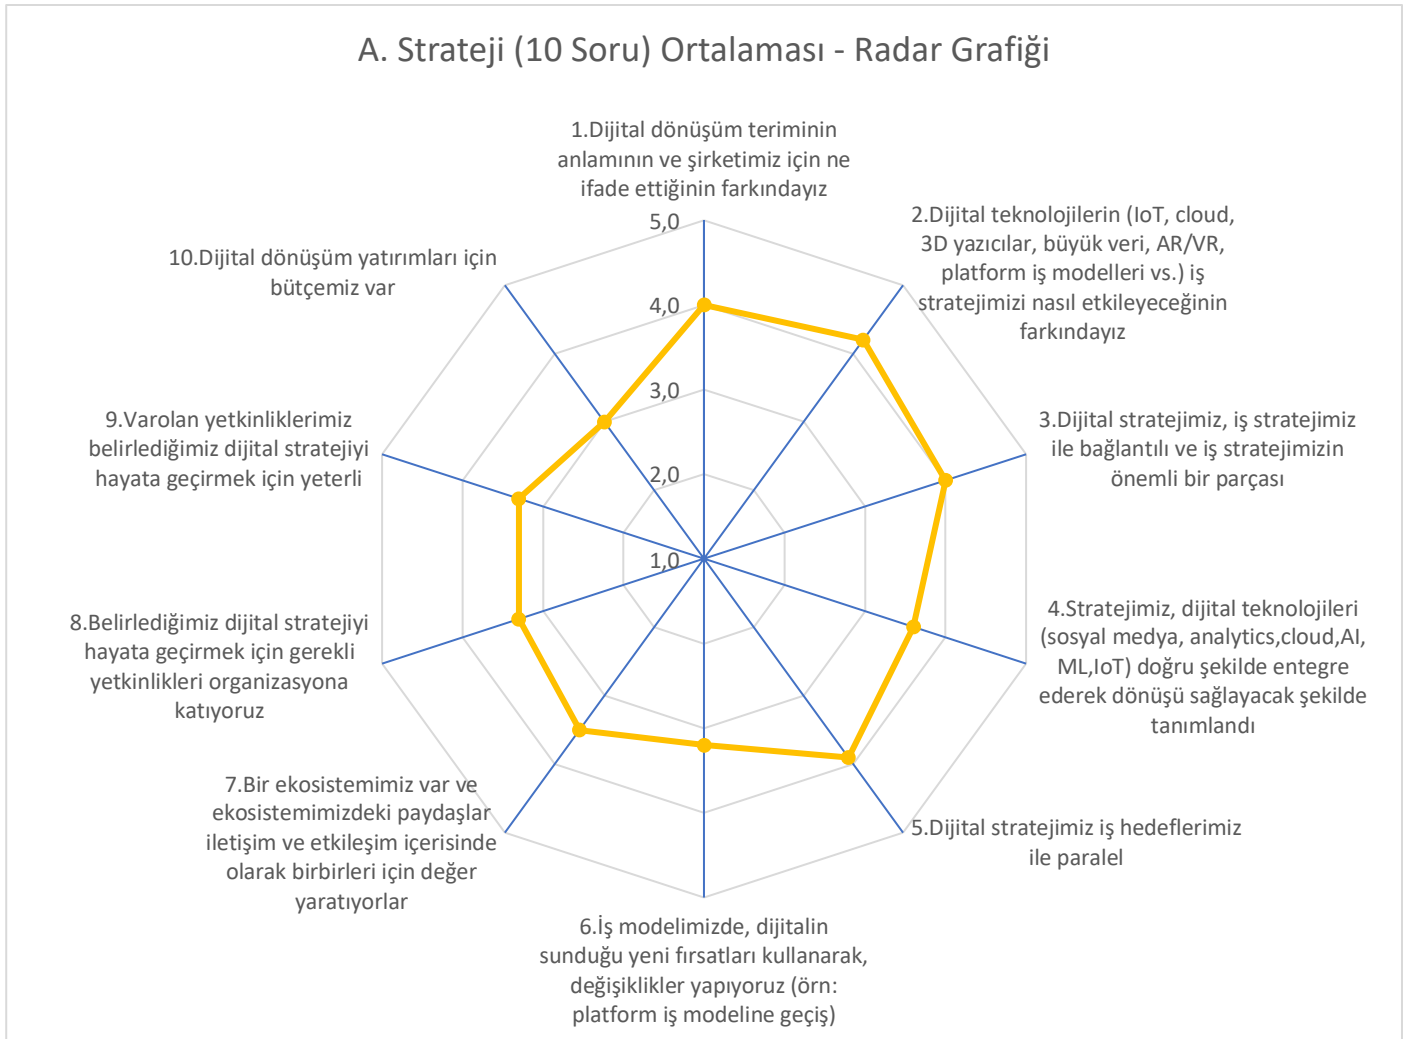 A. Strateji (10 Soru) Ortalaması - Radar Grafiği
1.Dijital dönüşüm teriminin
anlamının ve şirketimiz için ne
ifade ettiğinin farkındayız
2.Dijital teknolojilerin (IoT, cloud,
3D yazıcılar, büyük veri, AR/VR,
platform iş modelleri vs.) iş
stratejimizi nasıl etkileyeceğinin
farkındayız
3.Dijital stratejimiz, iş stratejimiz
ile bağlantılı ve iş stratejimizin
önemli bir parçası
4.Stratejimiz, dijital teknolojileri
(sosyal medya, analytics,cloud,AI,
ML,IoT) doğru şekilde entegre
ederek dönüşü sağlayacak şekilde
tanımlandı
5.Dijital stratejimiz iş hedeflerimiz
ile paralel
6.İş modelimizde, dijitalin
sunduğu yeni fırsatları kullanarak,
değişiklikler yapıyoruz (örn:
platform iş modeline geçiş)
7.Bir ekosistemimiz var ve
ekosistemimizdeki paydaşlar
iletişim ve etkileşim içerisinde
olarak birbirleri için değer
yaratıyorlar
8.Belirlediğimiz dijital stratejiyi
hayata geçirmek için gerekli
yetkinlikleri organizasyona
katıyoruz
9.Varolan yetkinliklerimiz
belirlediğimiz dijital stratejiyi
hayata geçirmek için yeterli
10.Dijital dönüşüm yatırımları için
bütçemiz var
5,0
4,0
3,0
2,0
1,0